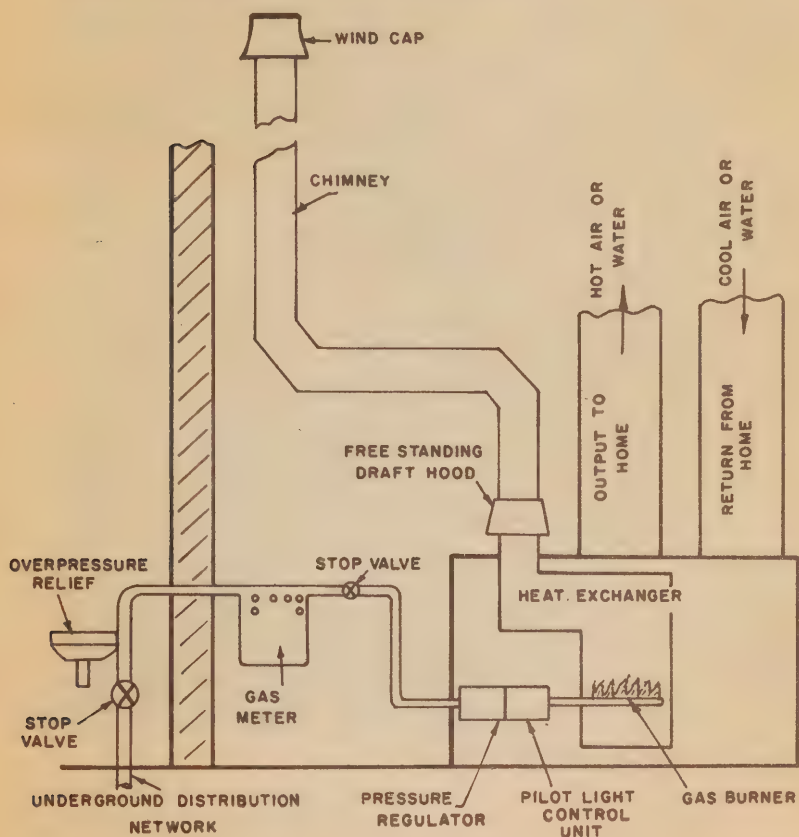 WIND CAP
CHIMNEY
HOT AIR OR
WATER
COOL AIR OR
WATER
OUTPUT TO
HOME
RETURN FROM
HOME
FREE STANDING
DRAFT HOOD
OVERPRESSURE
RELIEF
STOP VALVE
HEAT. EXCHANGER
GAS
METER
STOP
VALVE
UNDERGROUND DISTRIBUTION
NETWORK
PRESSURE
REGULATOR
PILOT LIGHT
CONTROL
UNIT
GAS BURNER